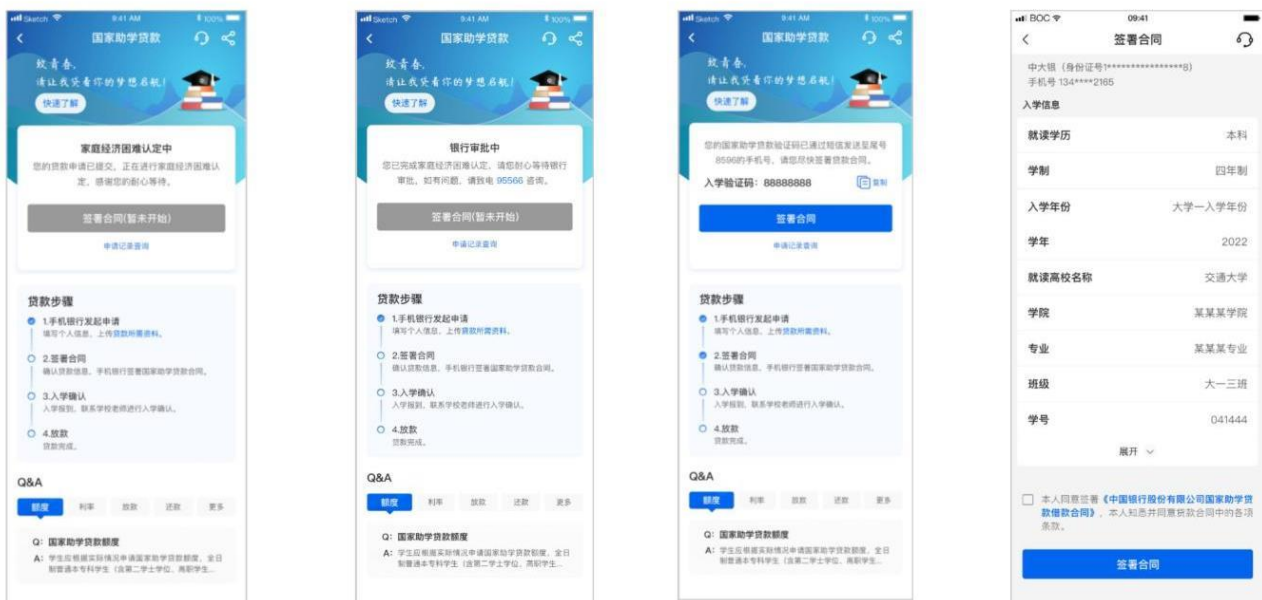 Sketch
9:41 AM
100%
国家助学贷款
致青春,
请让我贷着你的梦想启航!
快速了解
家庭经济困难认定中
您的贷款申请已提交,正在进行家庭经济困难认
定,感谢您的耐心等待。
签署合同(暂未开始)
申请记录查询
贷款步骤
1.手机银行发起申请
填写个人信息,上传贷款所需资料。
2.签署合同
确认贷款信息,手机银行签署国家助学贷款合同。
3.入学确认
入学报到,联系学校老师进行入学确认。
4.放款
贷款完成。
Q&A
额度 利率 放款 还款 更多
Q: 国家助学贷款额度
A: 学生应根据实际情况申请国家助学贷款额度,全日
制普通本专科学生(含第二学士学位、高职学生...
Sketch
9:41 AM
100%
国家助学贷款
致青春,
请让我贷着你的梦想启航!
快速了解
银行审批中
您已完成家庭经济困难认定,请您耐心等待银行
审批,如有问题,请致电 95566 咨询。
签署合同(暂未开始)
申请记录查询
贷款步骤
1.手机银行发起申请
填写个人信息,上传贷款所需资料。
2.签署合同
确认贷款信息,手机银行签署国家助学贷款合同。
3.入学确认
入学报到,联系学校老师进行入学确认。
4.放款
贷款完成。
Q&A
额度 利率 放款 还款 更多
Q: 国家助学贷款额度
A: 学生应根据实际情况申请国家助学贷款额度,全日
制普通本专科学生(含第二学士学位、高职学生...
Sketch
9:41 AM
100%
国家助学贷款
致青春,
请让我贷着你的梦想启航!
快速了解
您的国家助学贷款验证码已通过短信发送至尾号
8596的手机号,请您尽快签署贷款合同。
入学验证码:88888888 复制
签署合同
申请记录查询
贷款步骤
1.手机银行发起申请
填写个人信息,上传贷款所需资料。
2.签署合同
确认贷款信息,手机银行签署国家助学贷款合同。
3.入学确认
入学报到,联系学校老师进行入学确认。
4.放款
贷款完成。
Q&A
额度 利率 放款 还款 更多
Q: 国家助学贷款额度
A: 学生应根据实际情况申请国家助学贷款额度,全日
制普通本专科学生(含第二学士学位、高职学生...
BOC
09:41
签署合同
中大银(身份证号1****************8)
手机号 134****2165
入学信息
就读学历 本科
学制 四年制
入学年份 大学一入学年份
学年 2022
就读高校名称 交通大学
学院 某某某学院
专业 某某某专业
班级 大一三班
学号 041444
展开
本人同意签署《中国银行股份有限公司国家助学贷
款借款合同》,本人知悉并同意贷款合同中的各项
条款。
签署合同